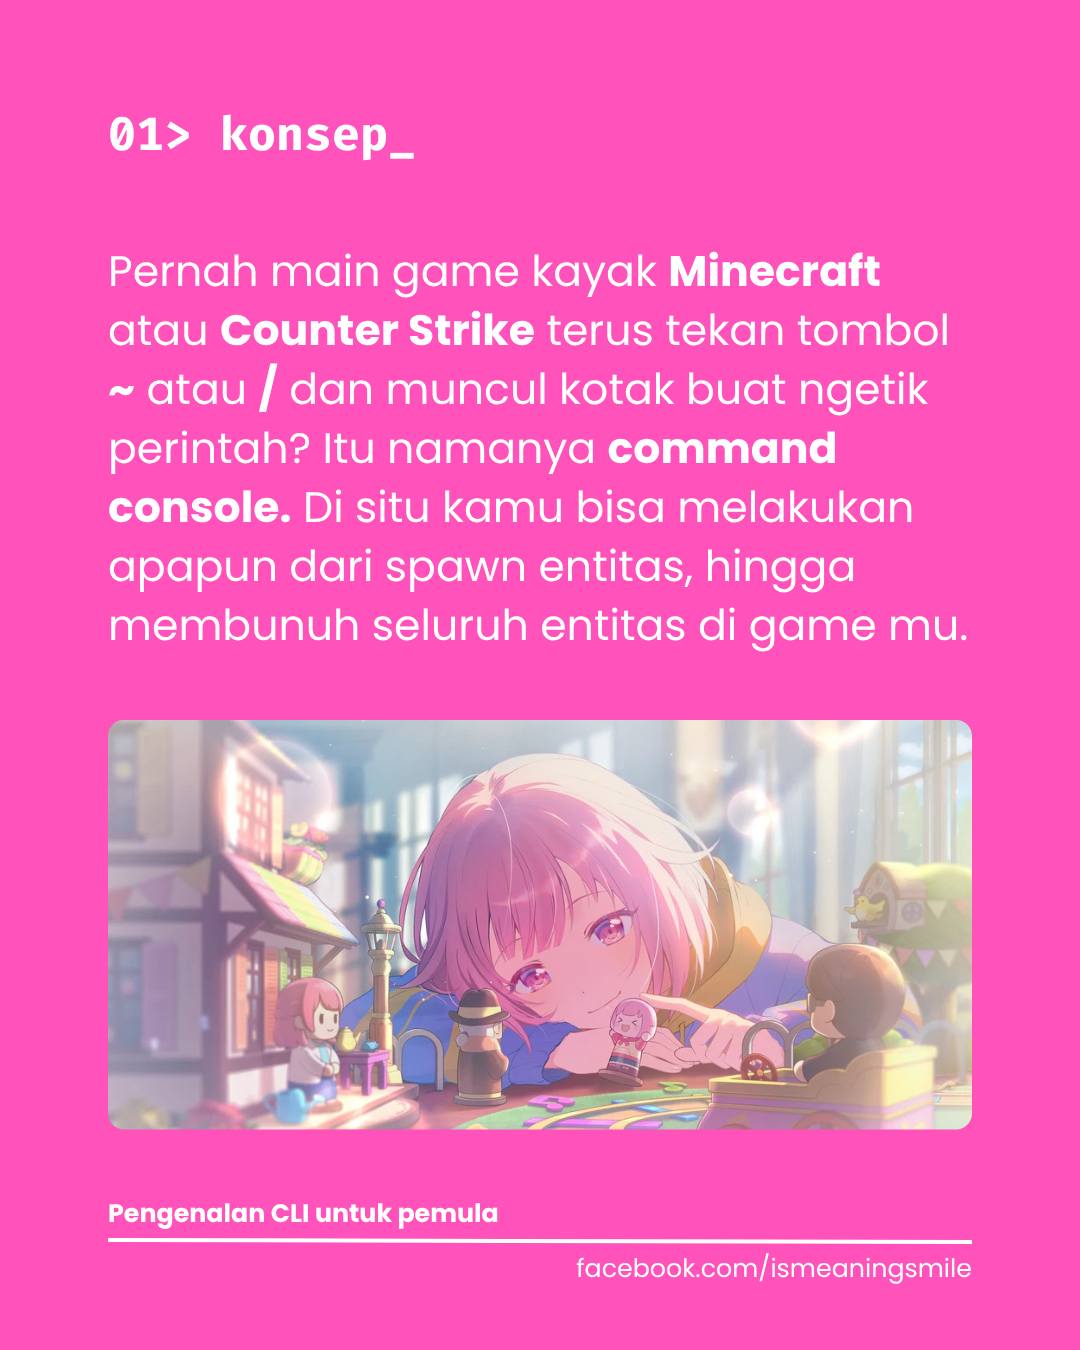 01> konsep_
Pernah main game kayak Minecraft
atau Counter Strike terus tekan tombol
~ atau / dan muncul kotak buat ngetik
perintah? Itu namanya command
console. Di situ kamu bisa melakukan
apapun dari spawn entitas, hingga
membunuh seluruh entitas di game mu.
Pengenalan CLI untuk pemula
facebook.com/ismeaningsmile